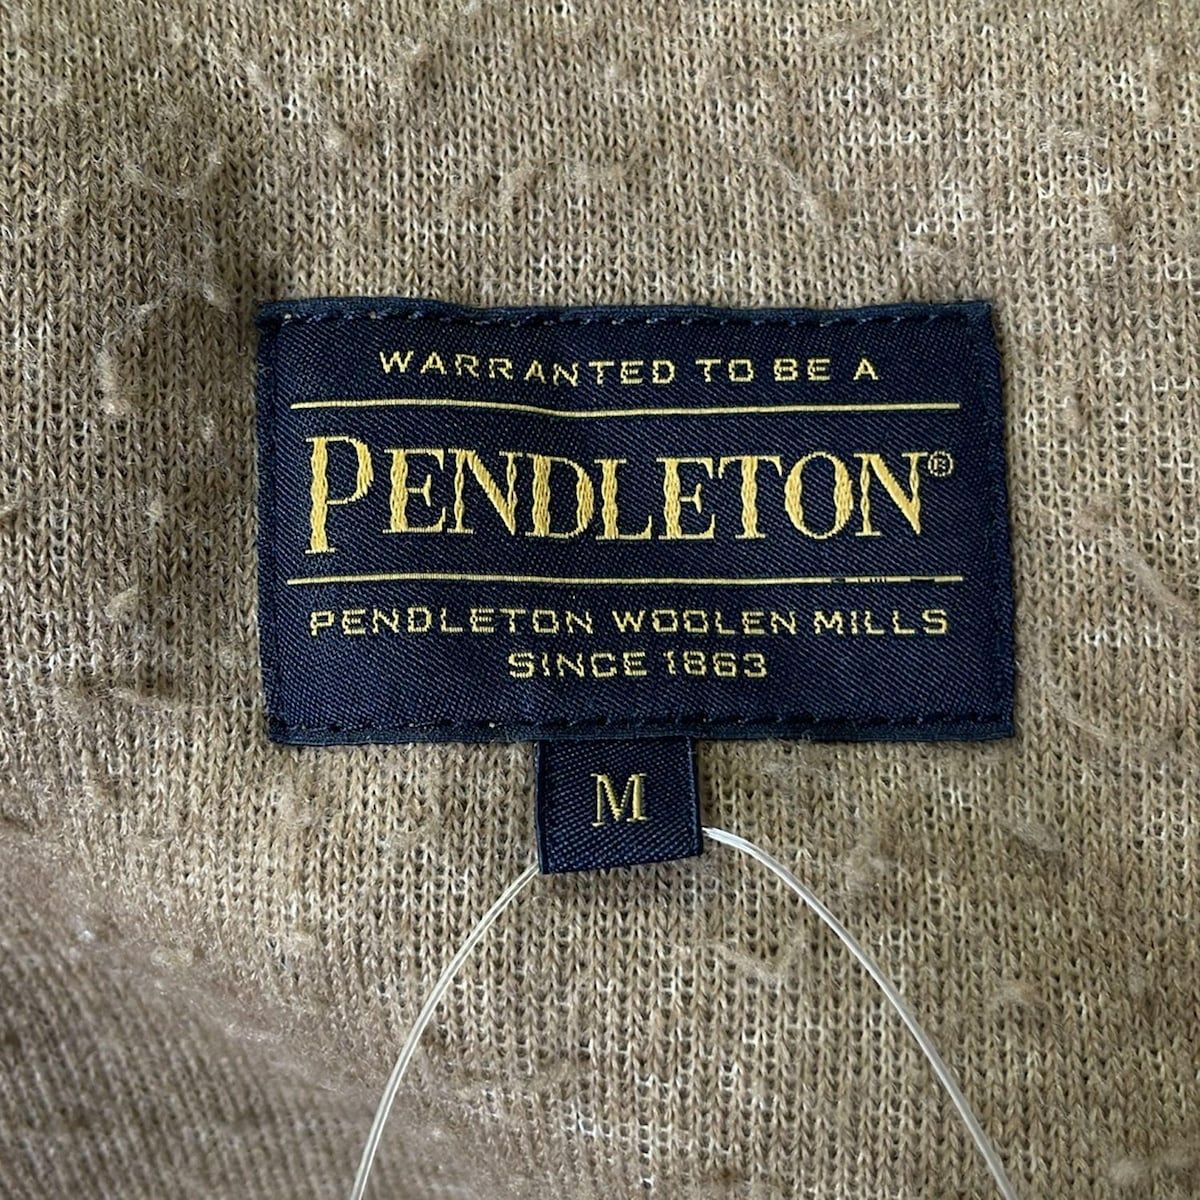 WARRANTED TO BE A
PENDLETON®
PENDLETON WOOLEN MILLS
SINCE 1863
M